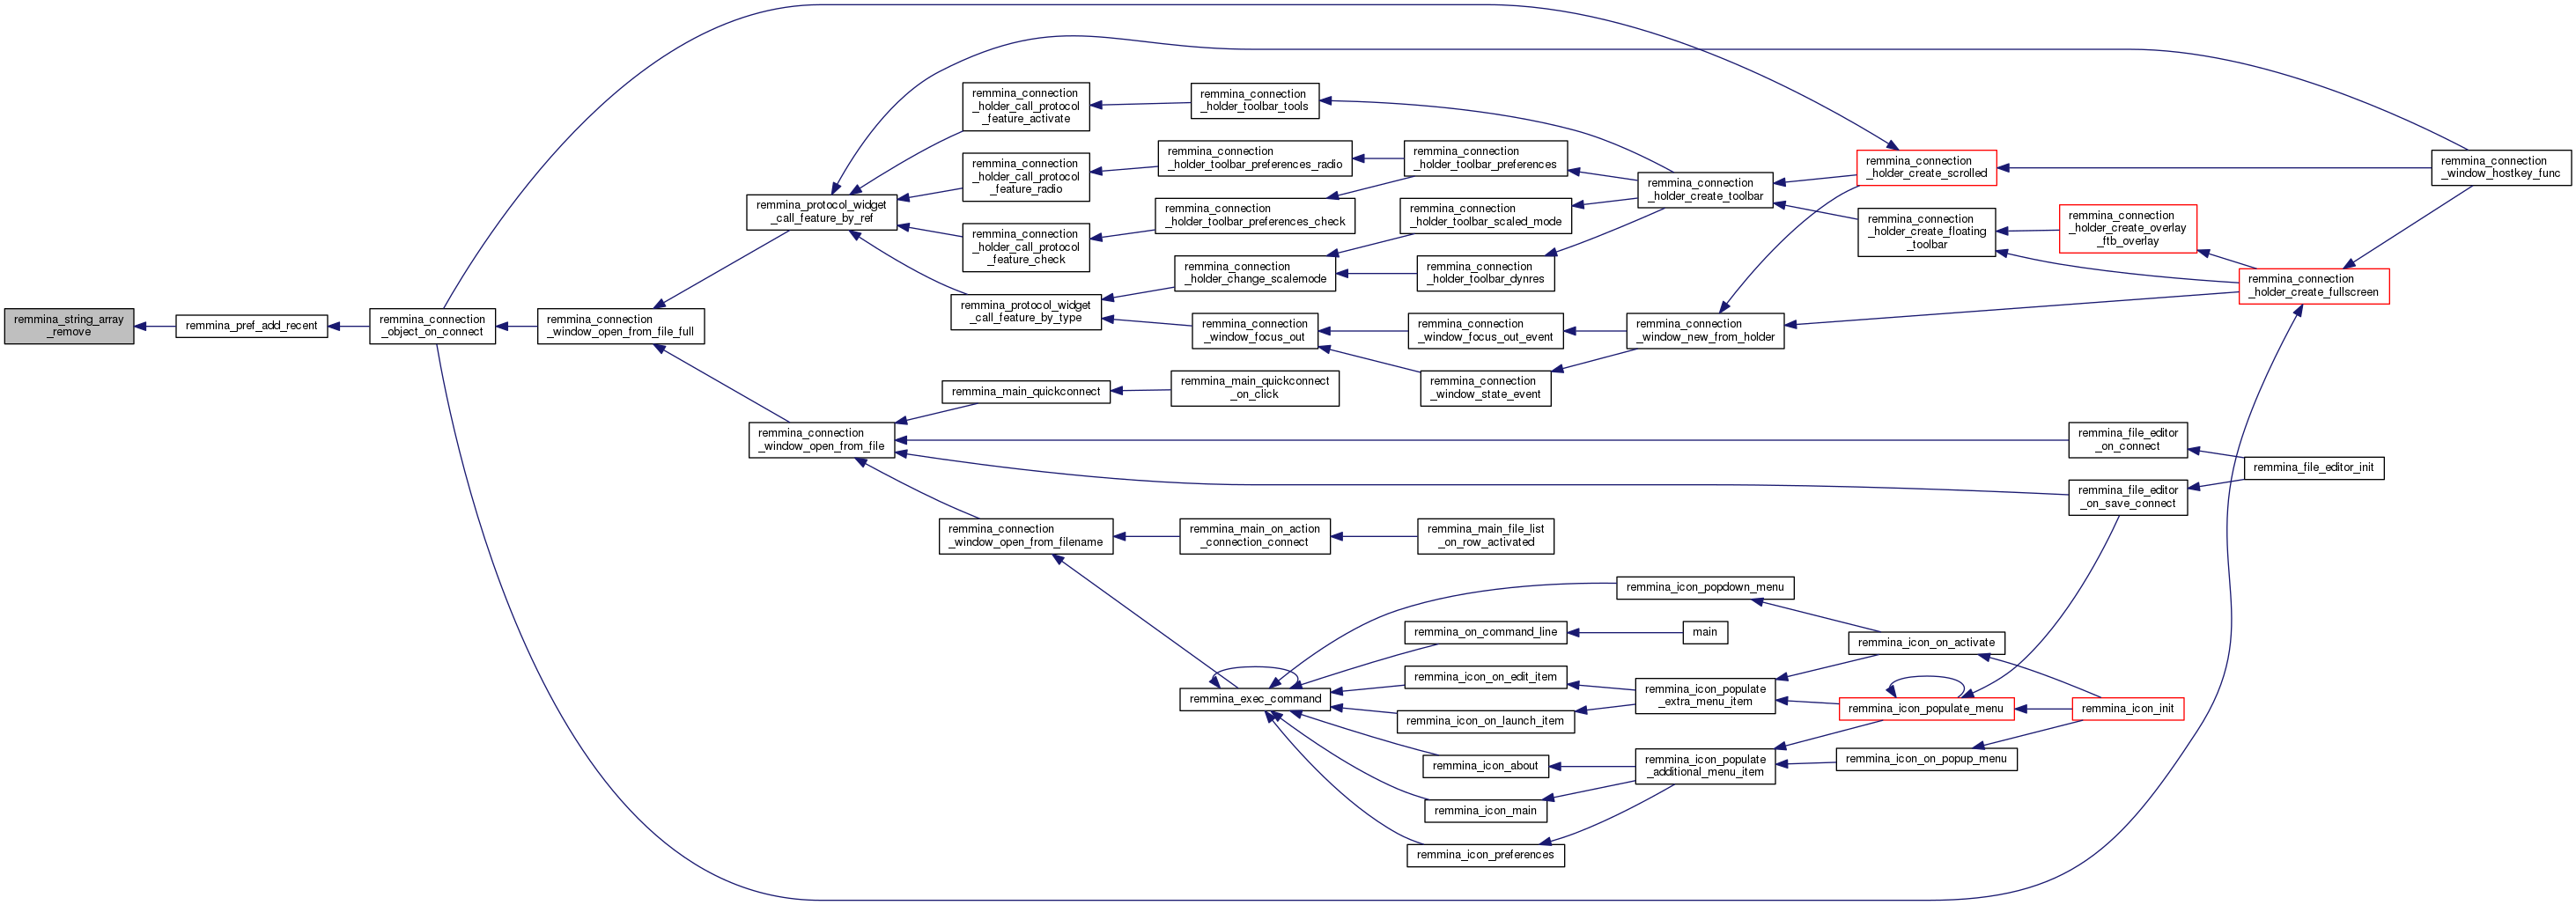 remmina_string_array
_remove
remmina_pref_add_recent
remmina_connection
_object_on_connect
remmina_connection
_window_open_from_file_full
remmina_protocol_widget
_call_feature_by_ref
remmina_connection
_window_open_from_file
remmina_connection
_holder_call_protocol
_feature_activate
remmina_connection
_holder_call_protocol
_feature_radio
remmina_connection
_holder_call_protocol
_feature_check
remmina_protocol_widget
_call_feature_by_type
remmina_main_quickconnect
remmina_connection
_window_open_from_filename
remmina_connection
_holder_toolbar_tools
remmina_connection
_holder_toolbar_preferences_radio
remmina_connection
_holder_toolbar_preferences_check
remmina_connection
_holder_change_scalemode
remmina_connection
_window_focus_out
remmina_main_quickconnect
_on_click
remmina_main_on_action
_connection_connect
remmina_exec_command
remmina_connection
_holder_toolbar_preferences
remmina_connection
_holder_toolbar_scaled_mode
remmina_connection
_holder_toolbar_dynres
remmina_connection
_window_focus_out_event
remmina_connection
_window_state_event
remmina_main_file_list
_on_row_activated
remmina_on_command_line
remmina_icon_on_edit_item
remmina_icon_on_launch_item
remmina_icon_about
remmina_icon_main
remmina_icon_preferences
remmina_connection
_holder_create_toolbar
remmina_connection
_window_new_from_holder
remmina_icon_popdown_menu
main
remmina_icon_populate
_extra_menu_item
remmina_icon_populate
_additional_menu_item
remmina_connection
_holder_create_scrolled
remmina_connection
_holder_create_floating
_toolbar
remmina_icon_on_activate
remmina_icon_populate_menu
remmina_icon_on_popup_menu
remmina_connection
_holder_create_overlay
_ftb_overlay
remmina_file_editor
_on_connect
remmina_file_editor
_on_save_connect
remmina_icon_init
remmina_connection
_holder_create_fullscreen
remmina_file_editor_init
remmina_connection
_window_hostkey_func